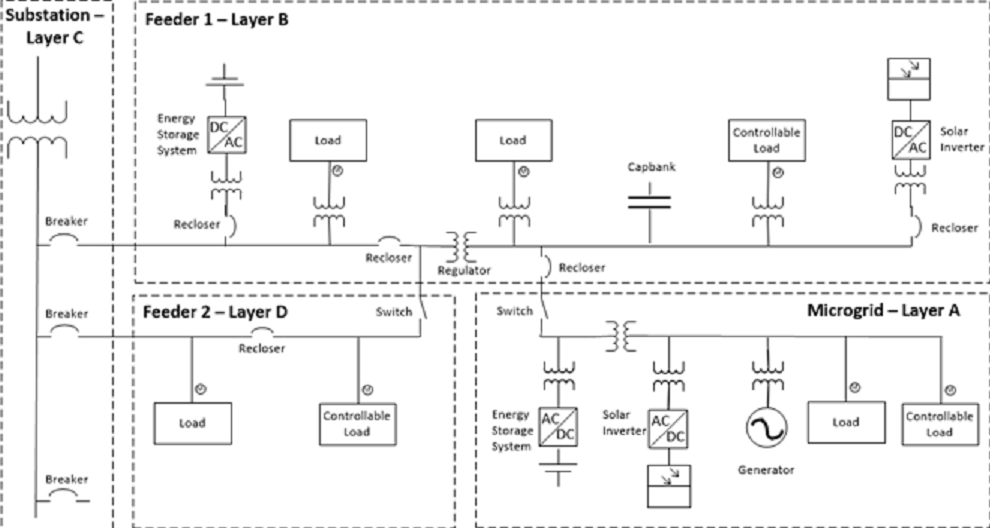 Substation –
Layer C
Feeder 1 – Layer B
Energy
Storage
System
DC
AC
Load
Load
Capbank
Controllable
Load
DC
AC
Solar
Inverter
Breaker
Recloser
Recloser
Regulator
Recloser
Recloser
Feeder 2 – Layer D
Switch
Breaker
Recloser
Load
Controllable
Load
Breaker
Microgrid – Layer A
Switch
Energy
Storage
System
AC
DC
Solar
Inverter
AC
DC
Generator
Load
Controllable
Load